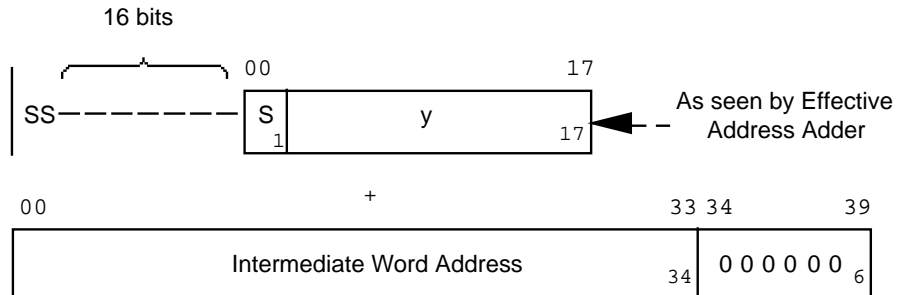 16 bits
00 17
SS S y As seen by Effective
1 17 Address Adder
+
00 33 34 39
Intermediate Word Address 34 0 0 0 0 0 0 6